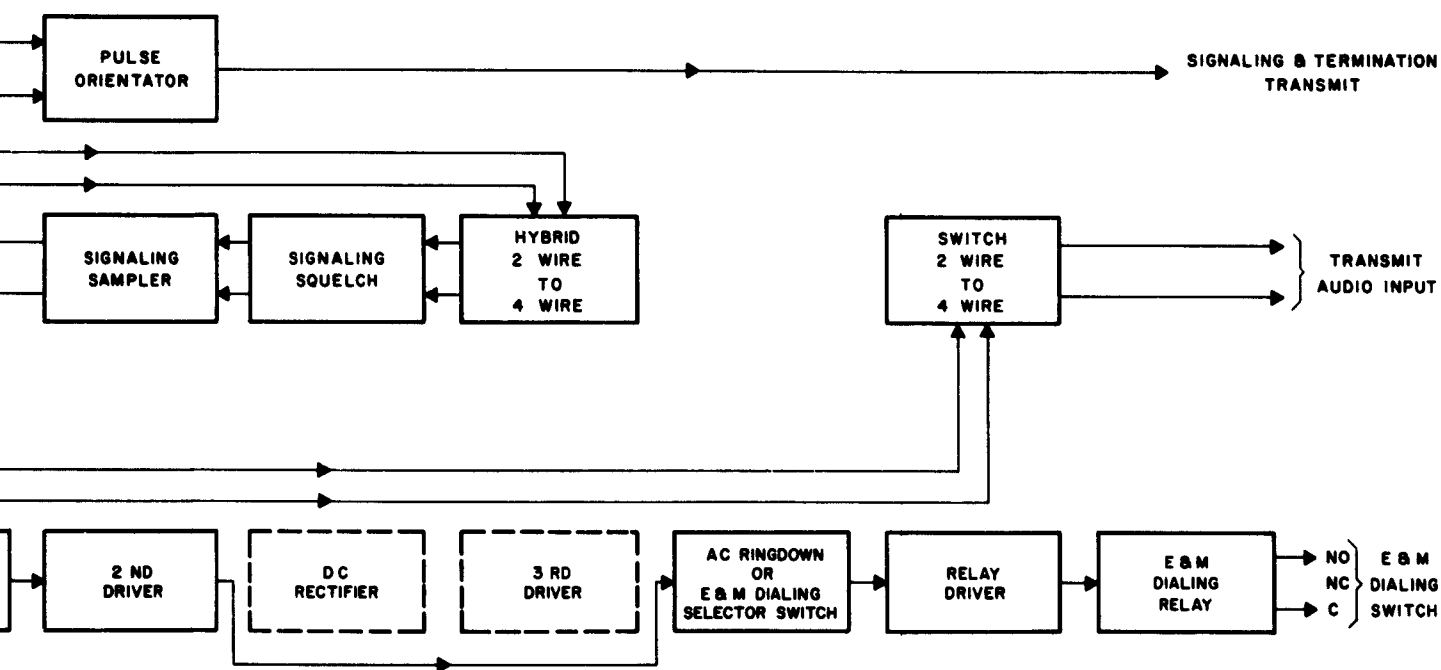 PULSE
ORIENTATOR
SIGNALING & TERMINATION
TRANSMIT
SIGNALING
SAMPLER
SIGNALING
SQUELCH
HYBRID
2 WIRE
TO
4 WIRE
SWITCH
2 WIRE
TO
4 WIRE
TRANSMIT
AUDIO INPUT
2 ND
DRIVER
DC
RECTIFIER
3 RD
DRIVER
AC RINGDOWN
OR
E & M DIALING
SELECTOR SWITCH
RELAY
DRIVER
E & M
DIALING
RELAY
NO
NC
C
E & M
DIALING
SWITCH